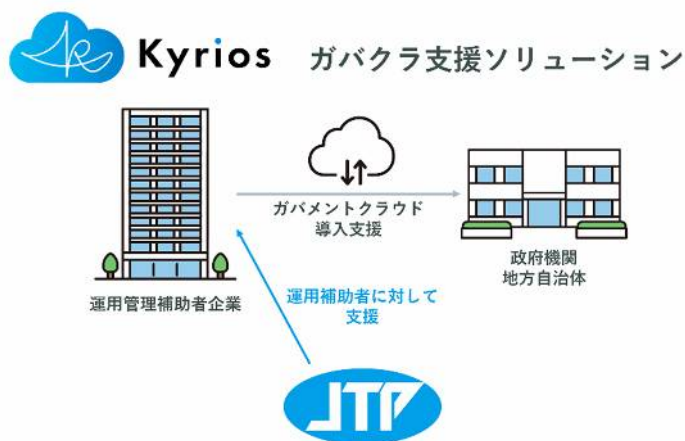 Kyrios ガバクラ支援ソリューション
ガバメントクラウド
導入支援
運用管理補助者企業
政府機関
地方自治体
運用補助者に対して
支援
JTP